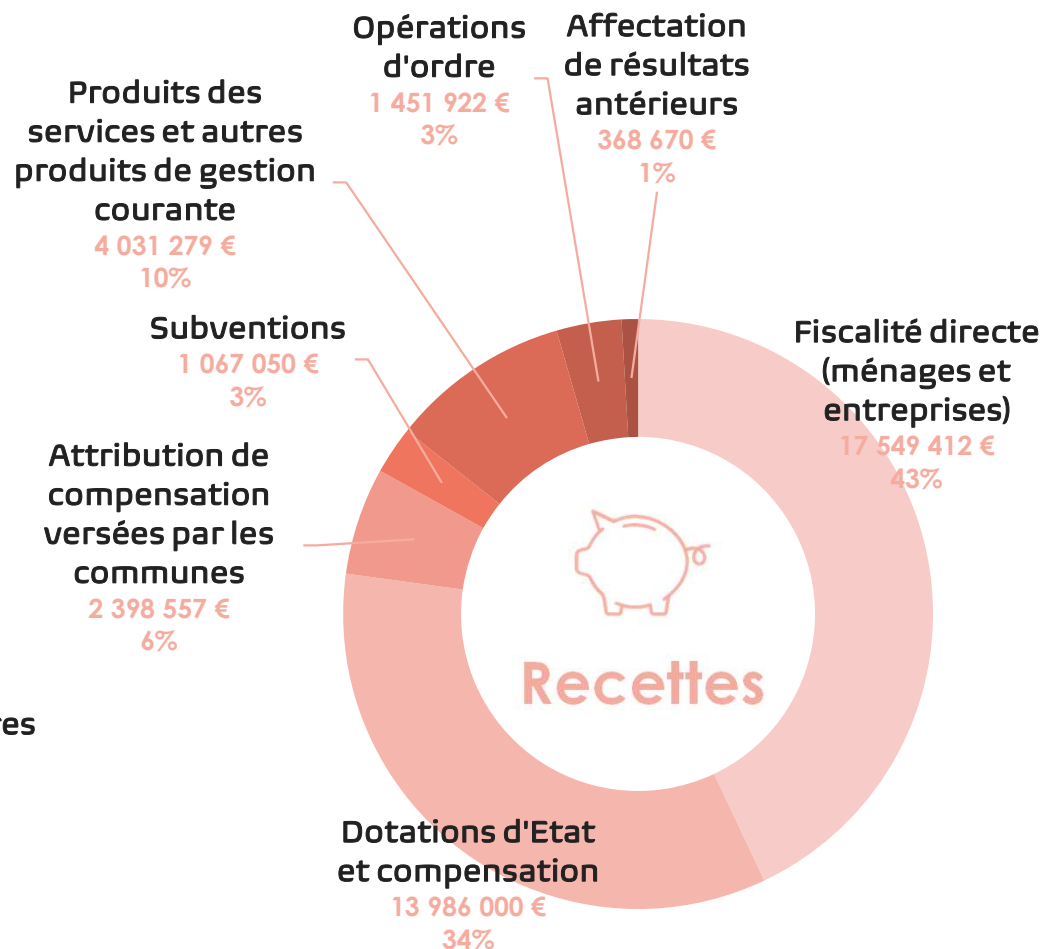 Opérations
d'ordre
1 451 922 €
3%
Affectation
de résultats
antérieurs
368 670 €
1%
Produits des
services et autres
produits de gestion
courante
4 031 279 €
10%
Subventions
1 067 050 €
3%
Fiscalité directe
(ménages et
entreprises)
17 549 412 €
43%
Attribution de
compensation
versées par les
communes
2 398 557 €
6%
Recettes
Dotations d'Etat
et compensation
13 986 000 €
34%